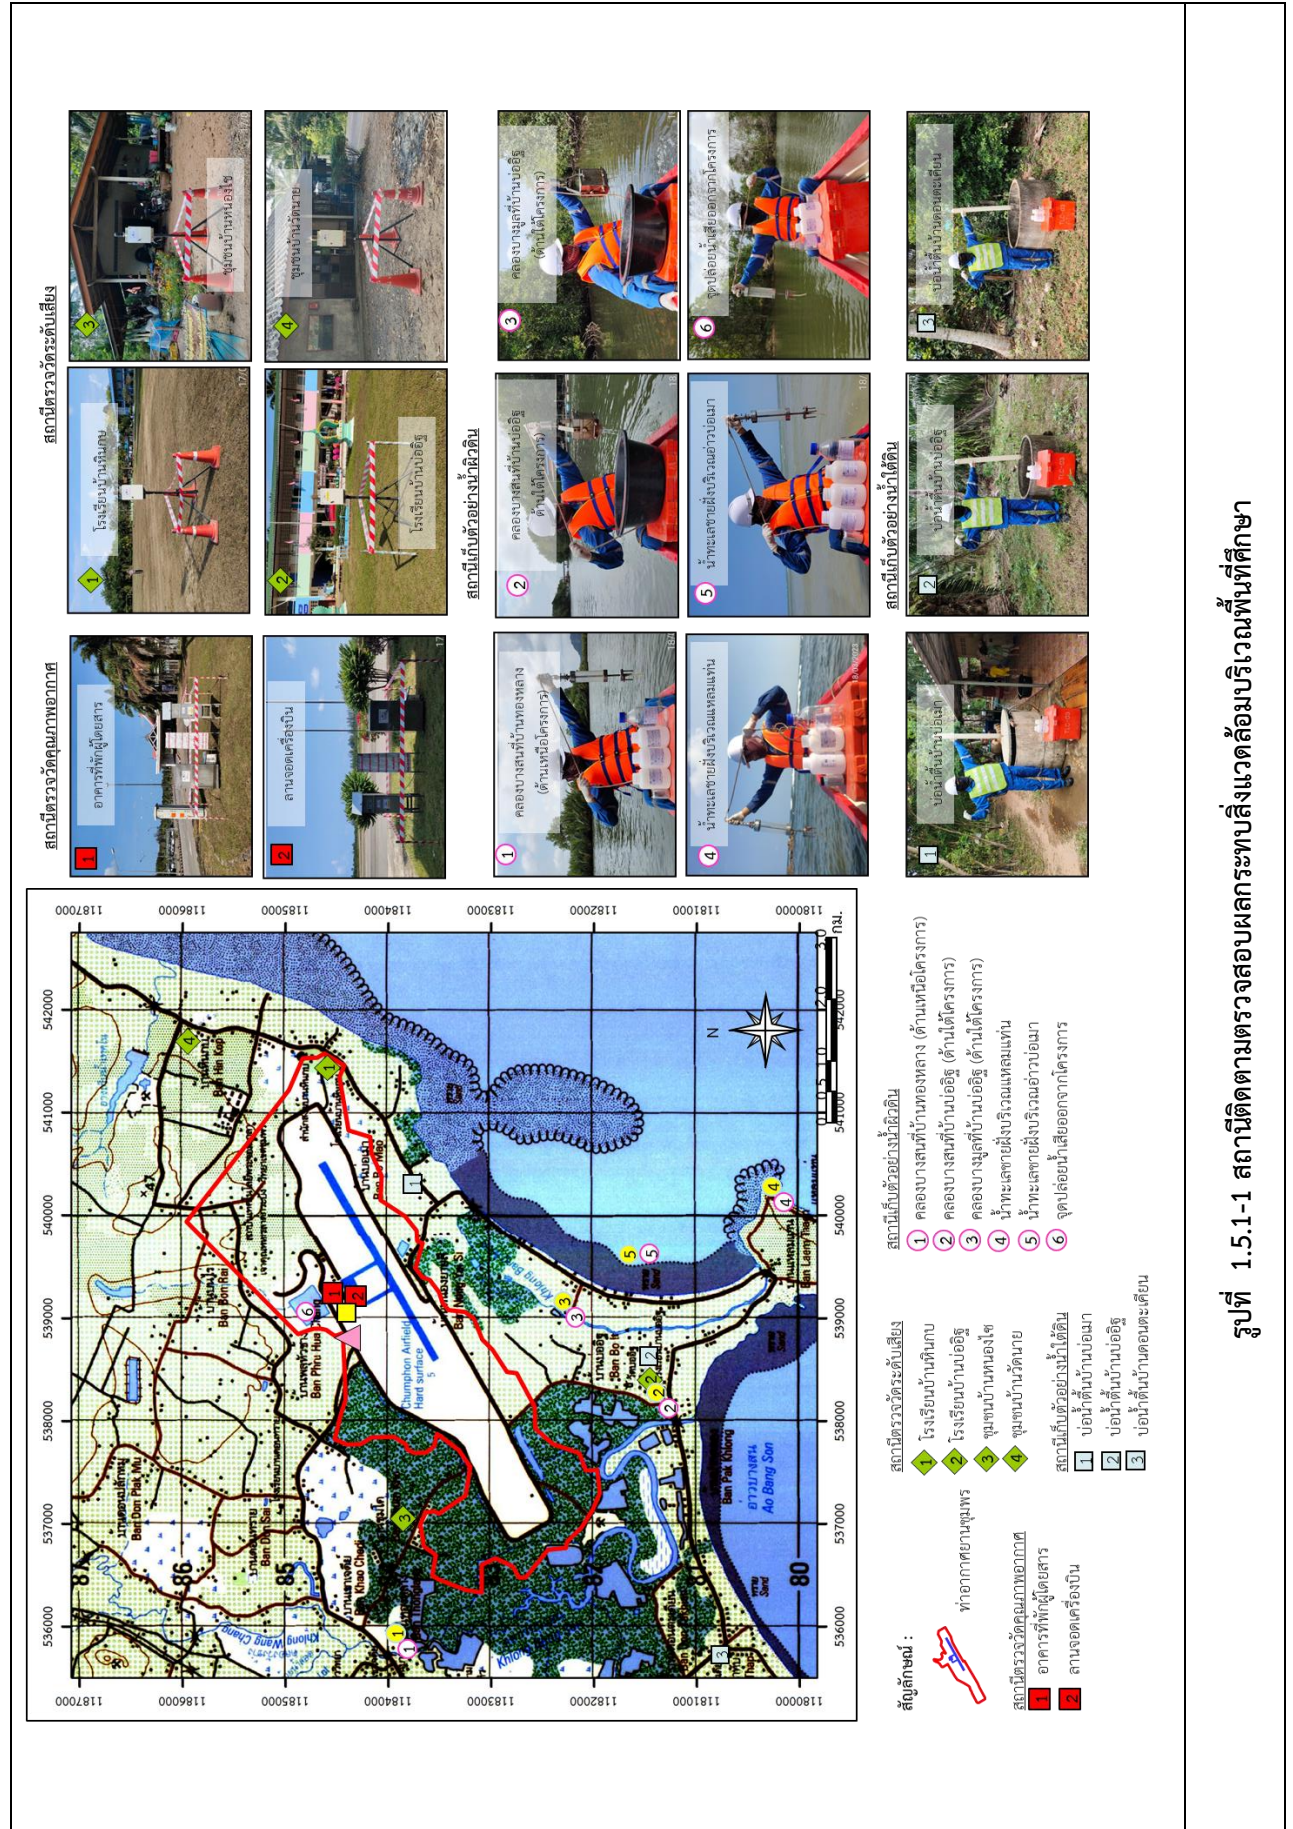 สถานีตรวจวัดคุณภาพอากาศ
1
อาคารที่พักผู้โดยสาร
2
ลานจอดเครื่องบิน
สถานีตรวจวัดระดับเสียง
1
โรงเรียนบ้านหินกบ
3
ชุมชนบ้านหนองไซ
2
โรงเรียนบ้านบ่ออิฐ
4
ชุมชนบ้านวัดนาย
สถานีเก็บตัวอย่างน้ำผิวดิน
1
คลองบางสนที่บ้านทองหลาง
(ด้านเหนือโครงการ)
2
คลองบางสนที่บ้านบ่ออิฐ
(ด้านใต้โครงการ)
3
คลองบางมูลที่บ้านบ่ออิฐ
(ด้านใต้โครงการ)
4
น้ำทะเลชายฝั่งบริเวณแหลมแท่น
5
น้ำทะเลชายฝั่งบริเวณอ่าวบ่อเมา
6
จุดปล่อยน้ำเสียออกจากโครงการ
สถานีเก็บตัวอย่างน้ำใต้ดิน
1
บ่อน้ำตื้นบ้านบ่อเมา
2
บ่อน้ำตื้นบ้านบ่ออิฐ
3
บ่อน้ำตื้นบ้านดอนตะเคียน
536000 537000 538000 539000 540000 541000 542000
1187000 1186000 1185000 1184000 1183000 1182000 1181000 1180000
Ban Don Plak Mu
Ban Don Sai
Ban Khao Chedi
Khlong Wang Chang
Ban Phru Hua Chang
Ban Bon Rai
Ban Hin Kop
Ban Bo Mao
Chumphon Airfield
Hard surface
Ban Bo It
Ban Pak Khlong
อ่าวบางสน
Ao Bang Son
ทราย
Sand
86
85
80
×47
N
กม.
สัญลักษณ์ :
ท่าอากาศยานชุมพร
สถานีตรวจวัดคุณภาพอากาศ
1 อาคารที่พักผู้โดยสาร
2 ลานจอดเครื่องบิน
สถานีตรวจวัดระดับเสียง
1 โรงเรียนบ้านหินกบ
2 โรงเรียนบ้านบ่ออิฐ
3 ชุมชนบ้านหนองไซ
4 ชุมชนบ้านวัดนาย
สถานีเก็บตัวอย่างน้ำใต้ดิน
1 บ่อน้ำตื้นบ้านบ่อเมา
2 บ่อน้ำตื้นบ้านบ่ออิฐ
3 บ่อน้ำตื้นบ้านดอนตะเคียน
สถานีเก็บตัวอย่างน้ำผิวดิน
1 คลองบางสนที่บ้านทองหลาง (ด้านเหนือโครงการ)
2 คลองบางสนที่บ้านบ่ออิฐ (ด้านใต้โครงการ)
3 คลองบางมูลที่บ้านบ่ออิฐ (ด้านใต้โครงการ)
4 น้ำทะเลชายฝั่งบริเวณแหลมแท่น
5 น้ำทะเลชายฝั่งบริเวณอ่าวบ่อเมา
6 จุดปล่อยน้ำเสียออกจากโครงการ
รูปที่ 1.5.1-1 สถานีติดตามตรวจสอบผลกระทบสิ่งแวดล้อมบริเวณพื้นที่ศึกษา